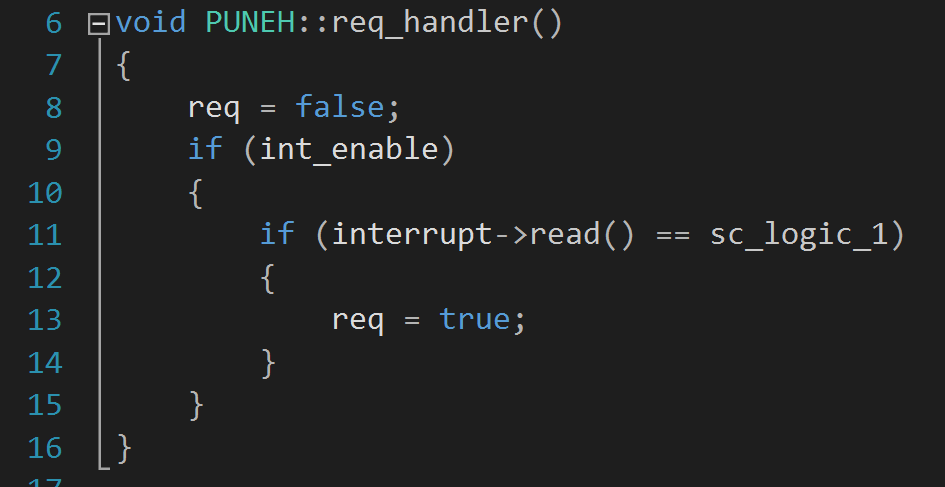 6 void PUNEH::req_handler()
7 {
8     req = false;
9     if (int_enable)
10     {
11         if (interrupt->read() == sc_logic_1)
12         {
13             req = true;
14         }
15     }
16 }
17